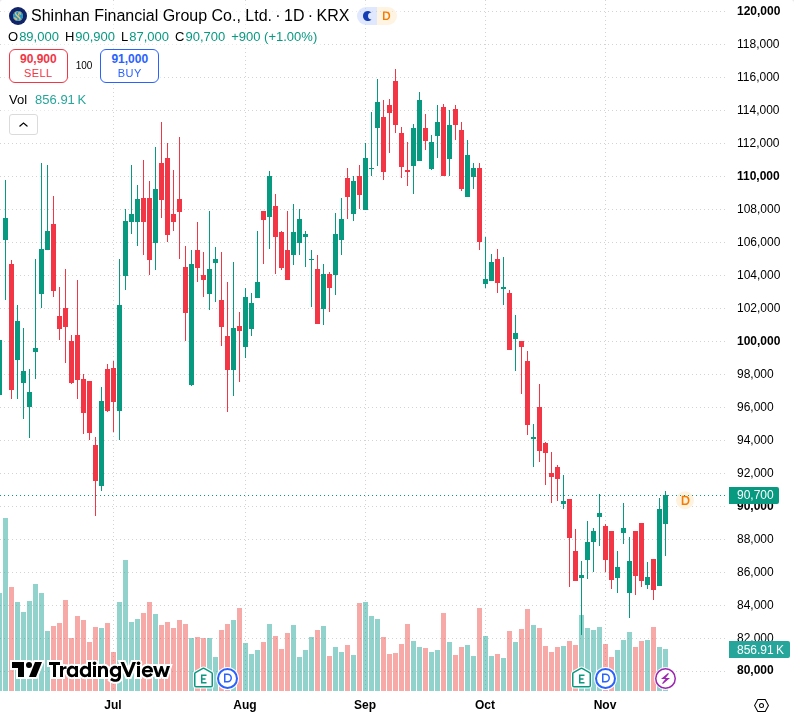 Shinhan Financial Group Co., Ltd. · 1D · KRX D
O89,000 H90,900 L87,000 C90,700 +900 (+1.00%)
90,900 SELL 100 91,000 BUY
Vol 856.91 K
120,000
118,000
116,000
114,000
112,000
110,000
108,000
106,000
104,000
102,000
100,000
98,000
96,000
94,000
92,000
90,700
D
90,000
88,000
86,000
84,000
82,000
856.91 K
80,000
TradingView
E D E D
Jul Aug Sep Oct Nov